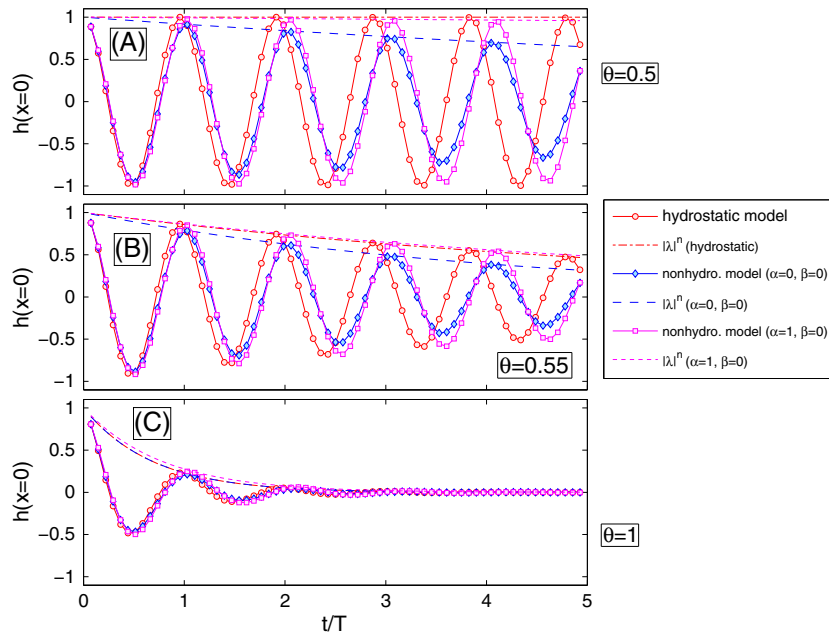 1
0.5
0
−0.5
−1
h(x=0)
(A)
θ=0.5
1
0.5
0
−0.5
−1
h(x=0)
(B)
θ=0.55
1
0.5
0
−0.5
−1
h(x=0)
(C)
θ=1
0 1 2 3 4 5
t/T
hydrostatic model
|λ|ⁿ (hydrostatic)
nonhydro. model (α=0, β=0)
|λ|ⁿ (α=0, β=0)
nonhydro. model (α=1, β=0)
|λ|ⁿ (α=1, β=0)